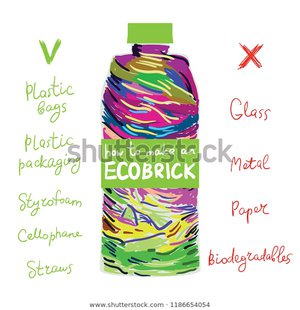 Plastic
bags
Plastic
packaging
Styrofoam
Cellophane
Straws
how to make an
ECOBRICK
Glass
Metal
Paper
Biodegradables
shutterstock
www.shutterstock.com · 1186654054